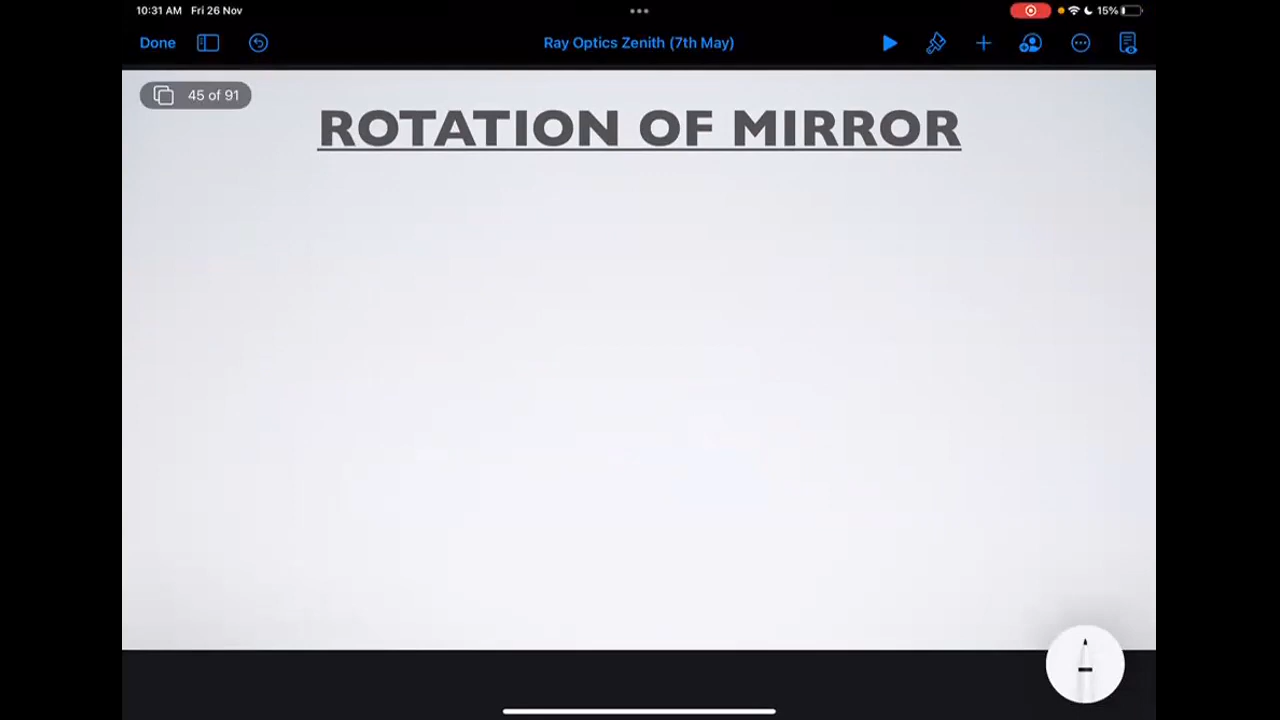 10:31 AM Fri 26 Nov
15%
Done
Ray Optics Zenith (7th May)
45 of 91
ROTATION OF MIRROR